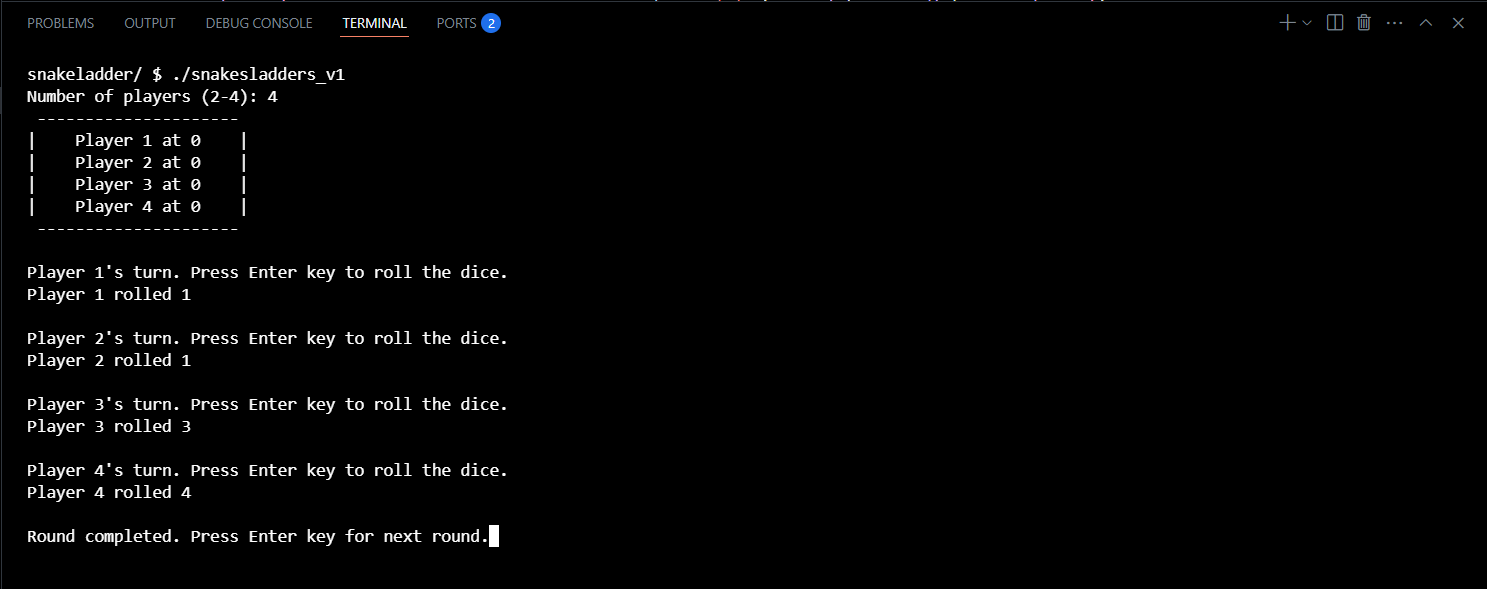 PROBLEMS OUTPUT DEBUG CONSOLE TERMINAL PORTS 2
snakeladder/ $ ./snakesladders_v1
Number of players (2-4): 4
 ---------------------
|    Player 1 at 0    |
|    Player 2 at 0    |
|    Player 3 at 0    |
|    Player 4 at 0    |
 ---------------------
Player 1's turn. Press Enter key to roll the dice.
Player 1 rolled 1
Player 2's turn. Press Enter key to roll the dice.
Player 2 rolled 1
Player 3's turn. Press Enter key to roll the dice.
Player 3 rolled 3
Player 4's turn. Press Enter key to roll the dice.
Player 4 rolled 4
Round completed. Press Enter key for next round.